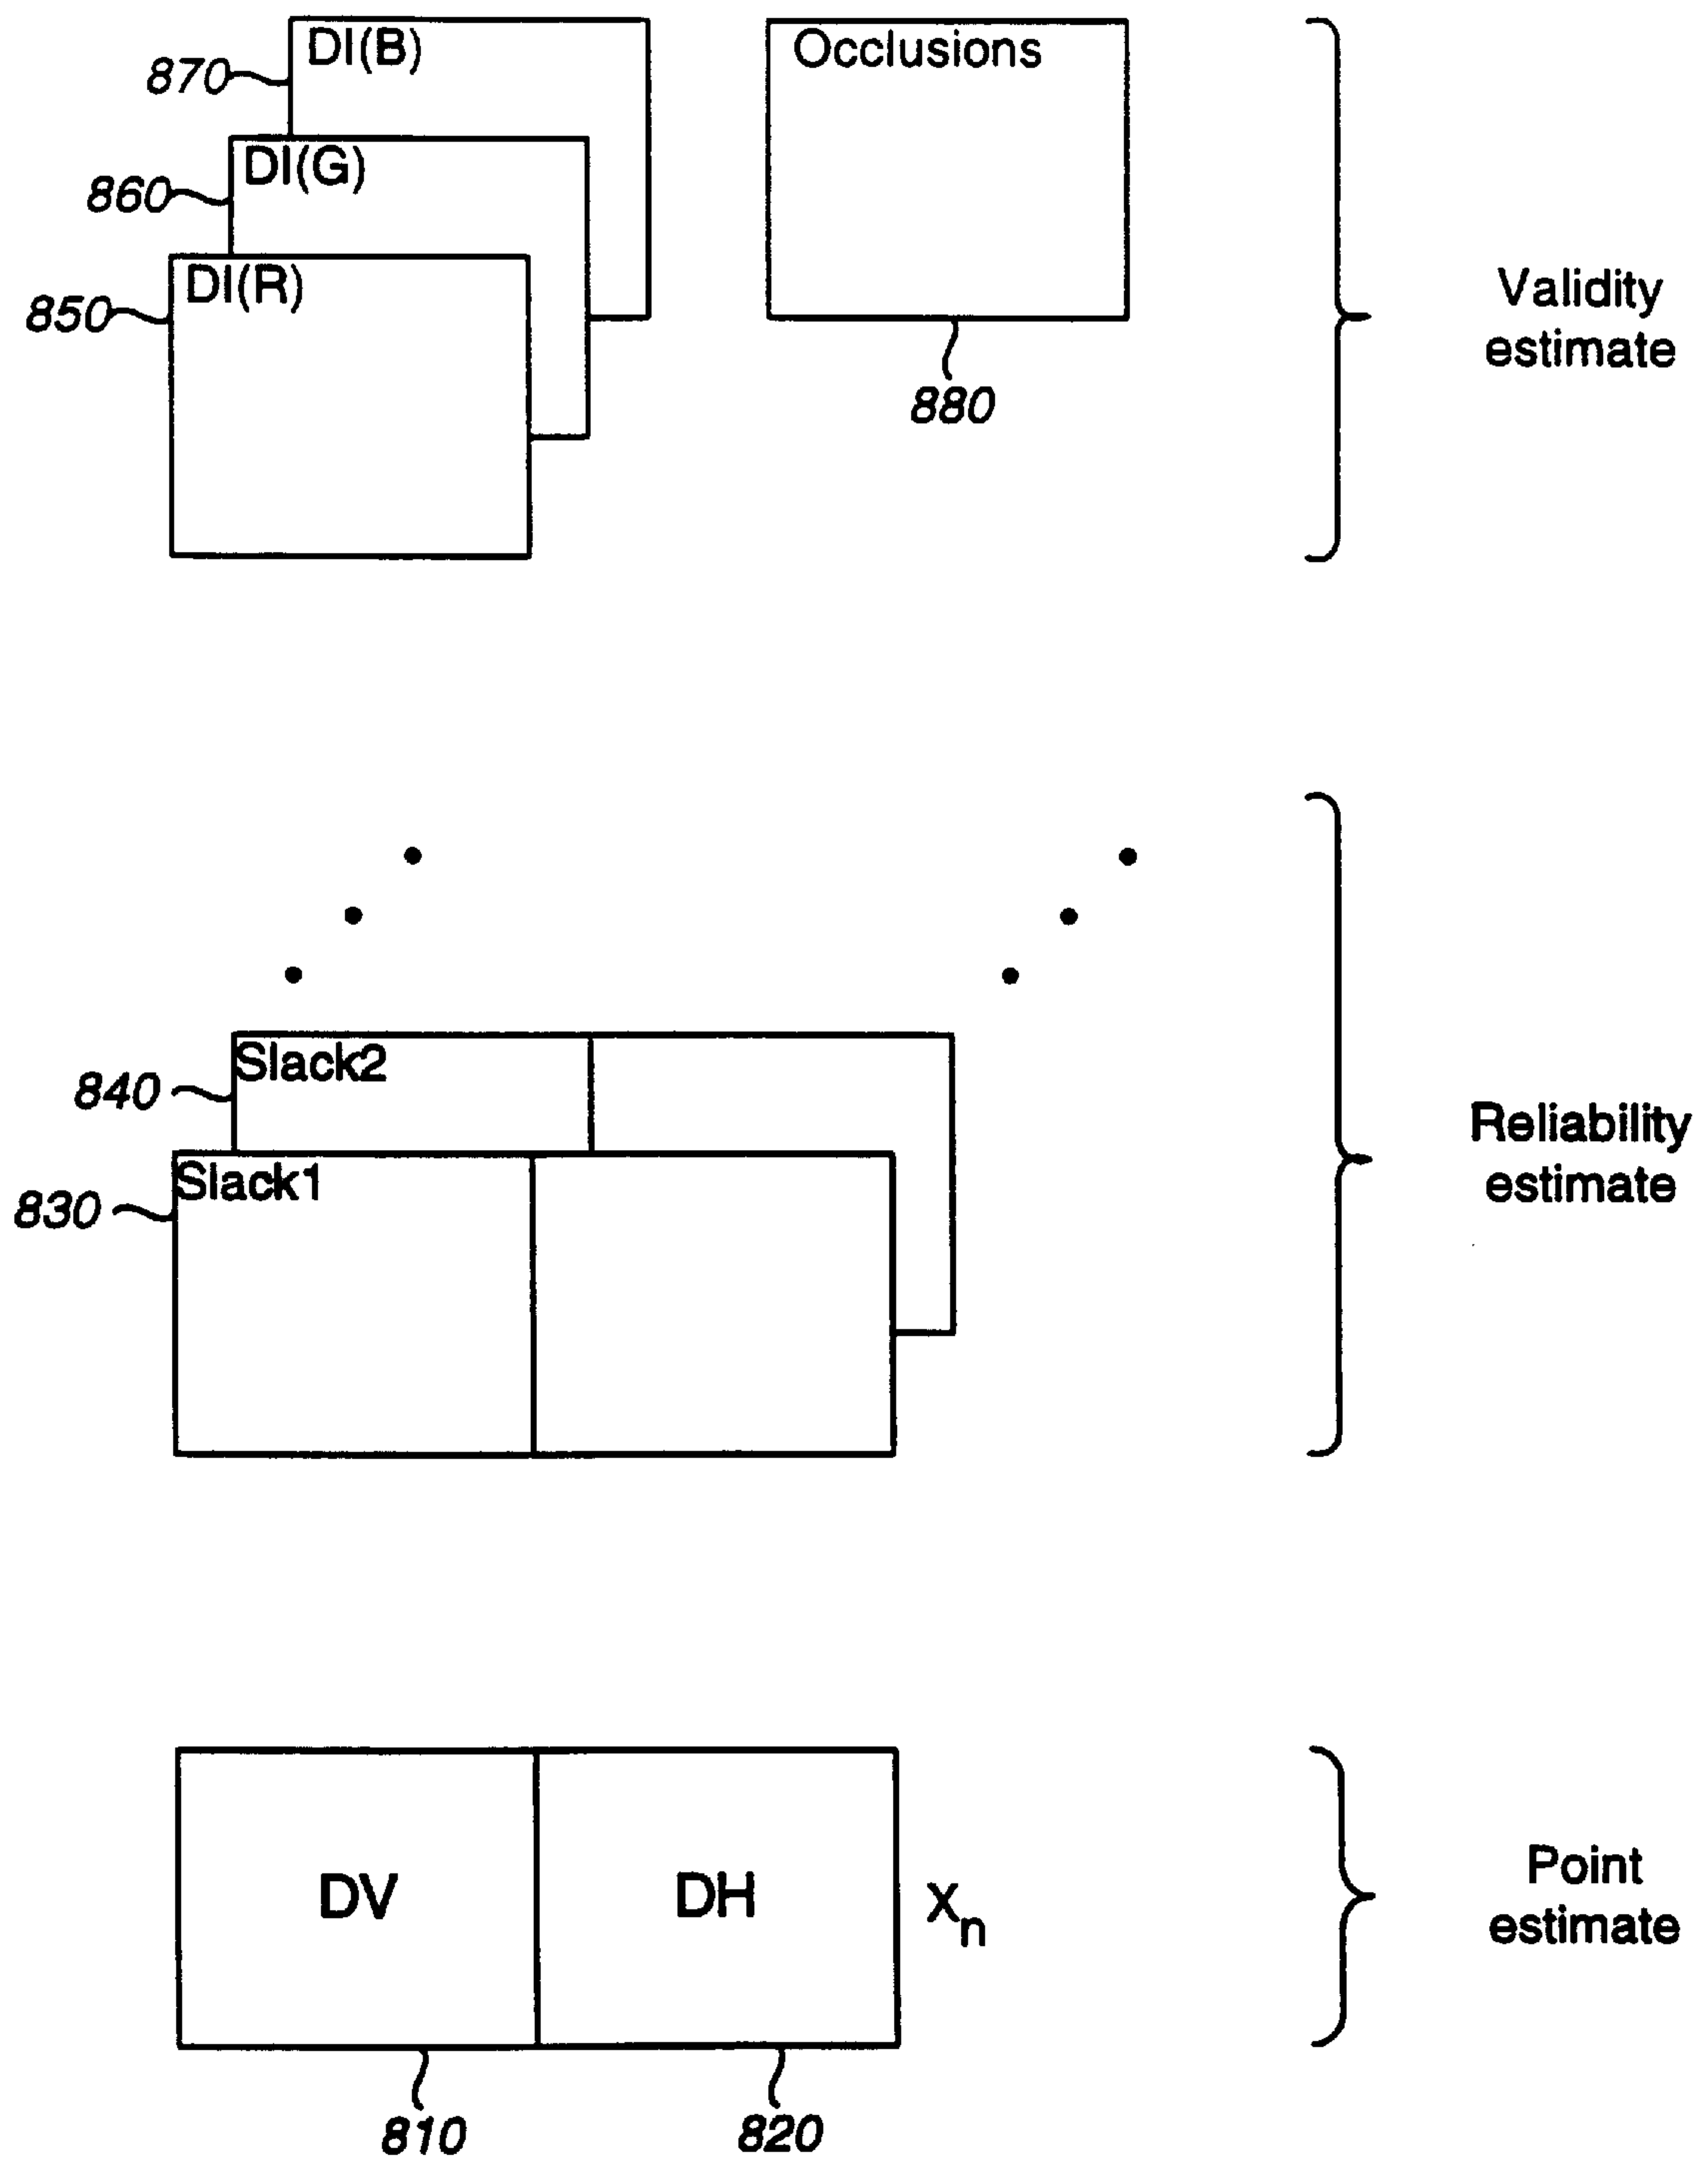 DI(B)
870
Occlusions
DI(G)
860
DI(R)
850
Validity
estimate
880
Slack2
840
Reliability
estimate
Slack1
830
DV
DH
Xn
Point
estimate
810
820